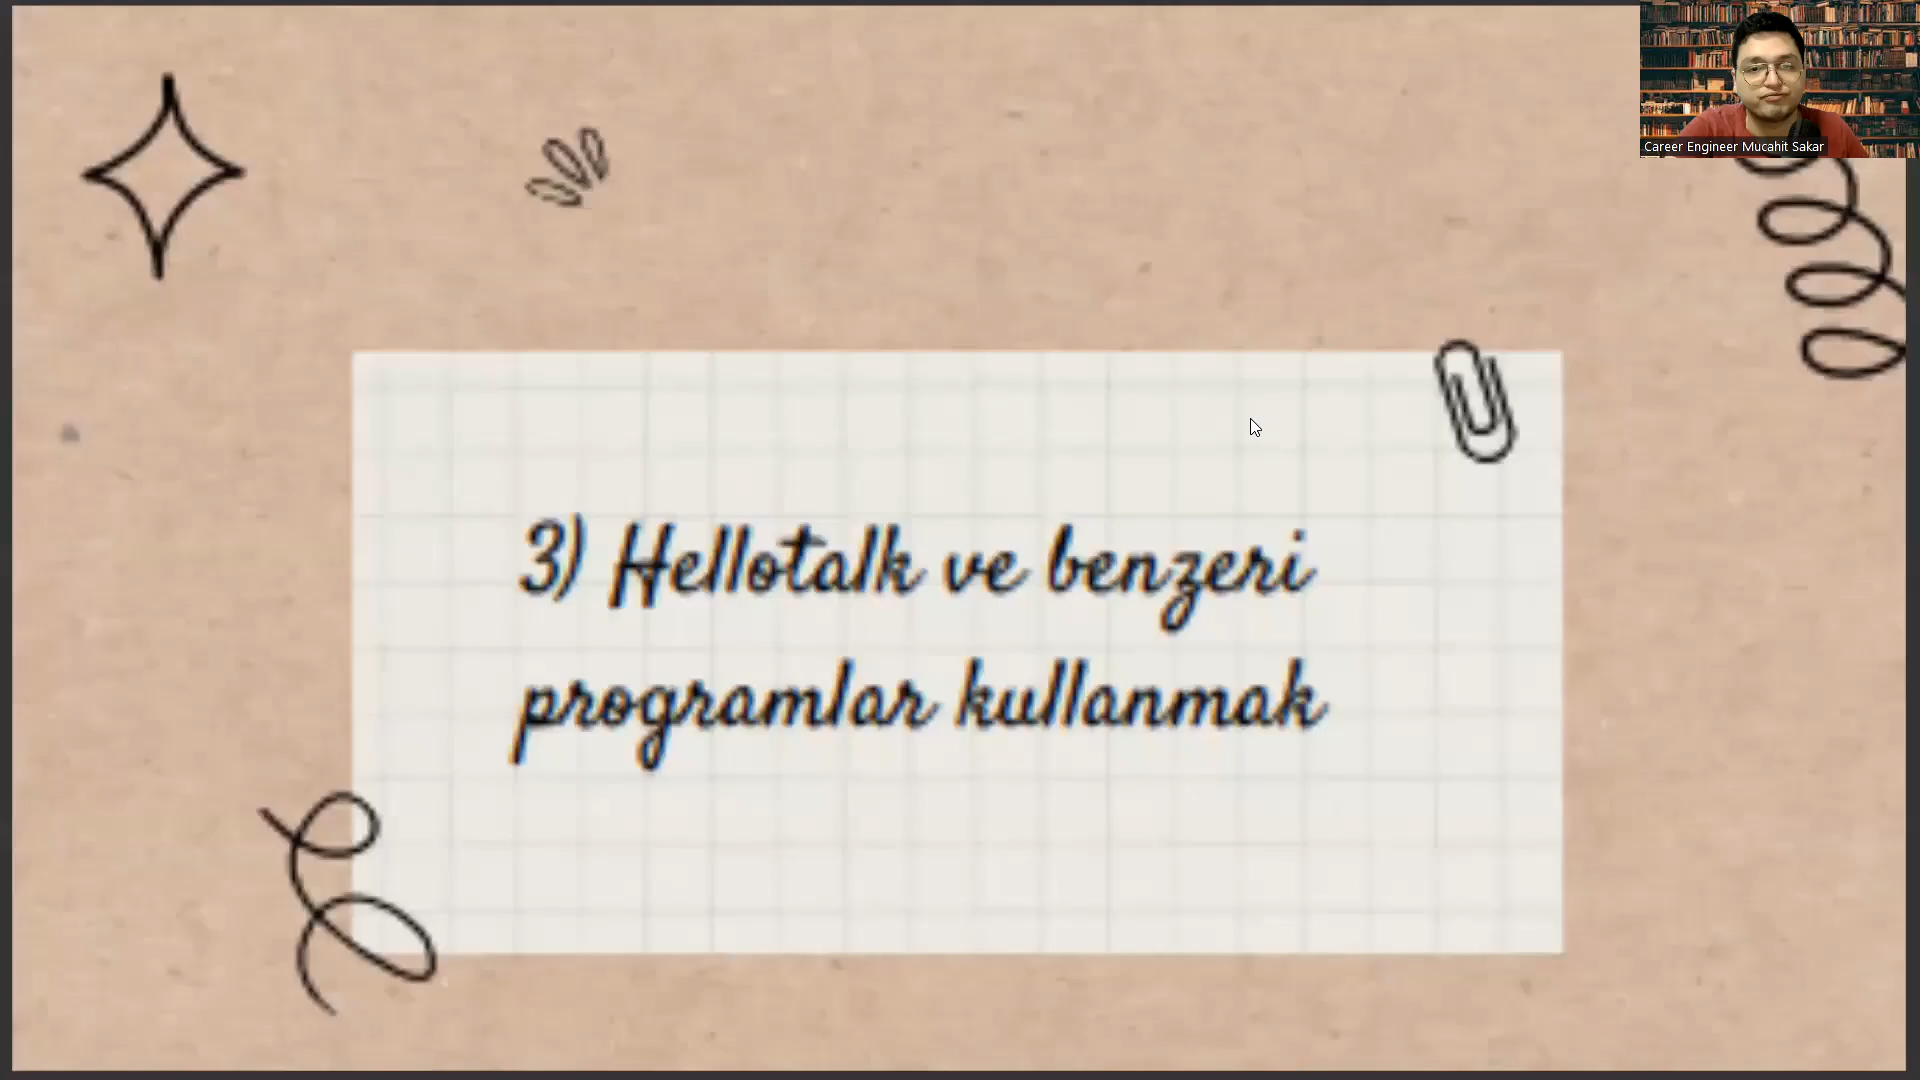 Career Engineer Mucahit Sakar
3) Hellotalk ve benzeri
programlar kullanmak